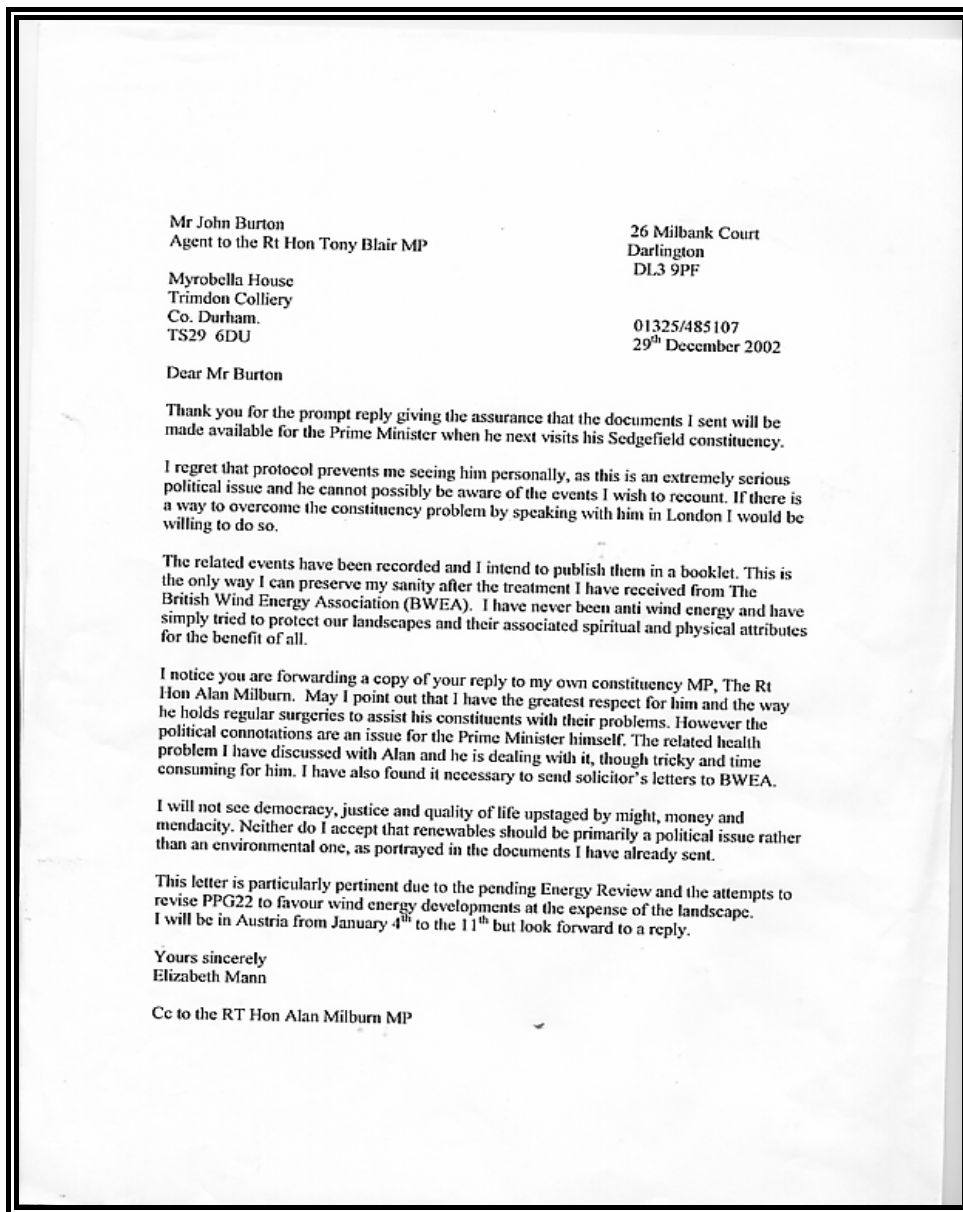 Mr John Burton
Agent to the Rt Hon Tony Blair MP
Myrobella House
Trimdon Colliery
Co. Durham.
TS29 6DU
26 Milbank Court
Darlington
DL3 9PF
01325/485107
29th December 2002
Dear Mr Burton
Thank you for the prompt reply giving the assurance that the documents I sent will be
made available for the Prime Minister when he next visits his Sedgefield constituency.
I regret that protocol prevents me seeing him personally, as this is an extremely serious
political issue and he cannot possibly be aware of the events I wish to recount. If there is
a way to overcome the constituency problem by speaking with him in London I would be
willing to do so.
The related events have been recorded and I intend to publish them in a booklet. This is
the only way I can preserve my sanity after the treatment I have received from The
British Wind Energy Association (BWEA). I have never been anti wind energy and have
simply tried to protect our landscapes and their associated spiritual and physical attributes
for the benefit of all.
I notice you are forwarding a copy of your reply to my own constituency MP, The Rt
Hon Alan Milburn. May I point out that I have the greatest respect for him and the way
he holds regular surgeries to assist his constituents with their problems. However the
political connotations are an issue for the Prime Minister himself. The related health
problem I have discussed with Alan and he is dealing with it, though tricky and time
consuming for him. I have also found it necessary to send solicitor's letters to BWEA.
I will not see democracy, justice and quality of life upstaged by might, money and
mendacity. Neither do I accept that renewables should be primarily a political issue rather
than an environmental one, as portrayed in the documents I have already sent.
This letter is particularly pertinent due to the pending Energy Review and the attempts to
revise PPG22 to favour wind energy developments at the expense of the landscape.
I will be in Austria from January 4th to the 11th but look forward to a reply.
Yours sincerely
Elizabeth Mann
Cc to the RT Hon Alan Milburn MP